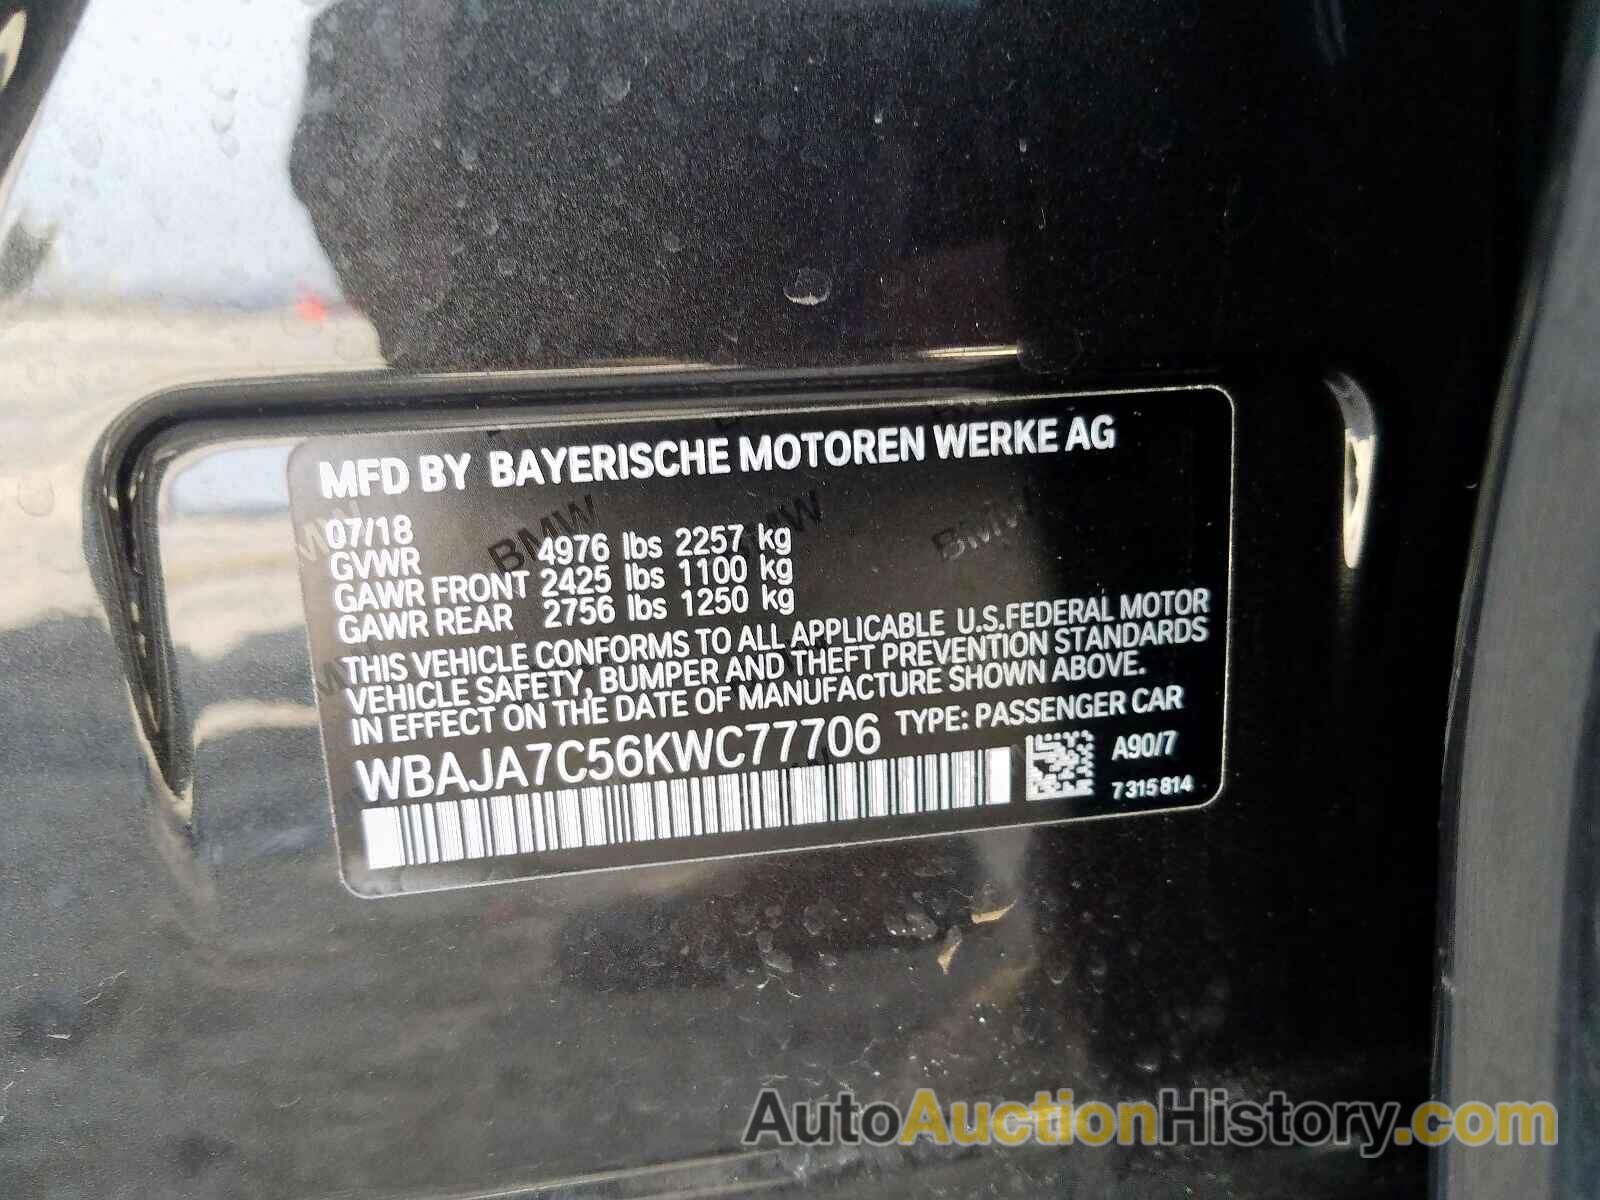 MFD BY BAYERISCHE MOTOREN WERKE AG
07/18
GVWR 4976 lbs 2257 kg
GAWR FRONT 2425 lbs 1100 kg
GAWR REAR 2756 lbs 1250 kg
THIS VEHICLE CONFORMS TO ALL APPLICABLE U.S.FEDERAL MOTOR
VEHICLE SAFETY, BUMPER AND THEFT PREVENTION STANDARDS
IN EFFECT ON THE DATE OF MANUFACTURE SHOWN ABOVE.
WBAJA7C56KWC77706 TYPE: PASSENGER CAR
A90/7
7 315 814
BMW BMW BMW
AutoAuctionHistory.com